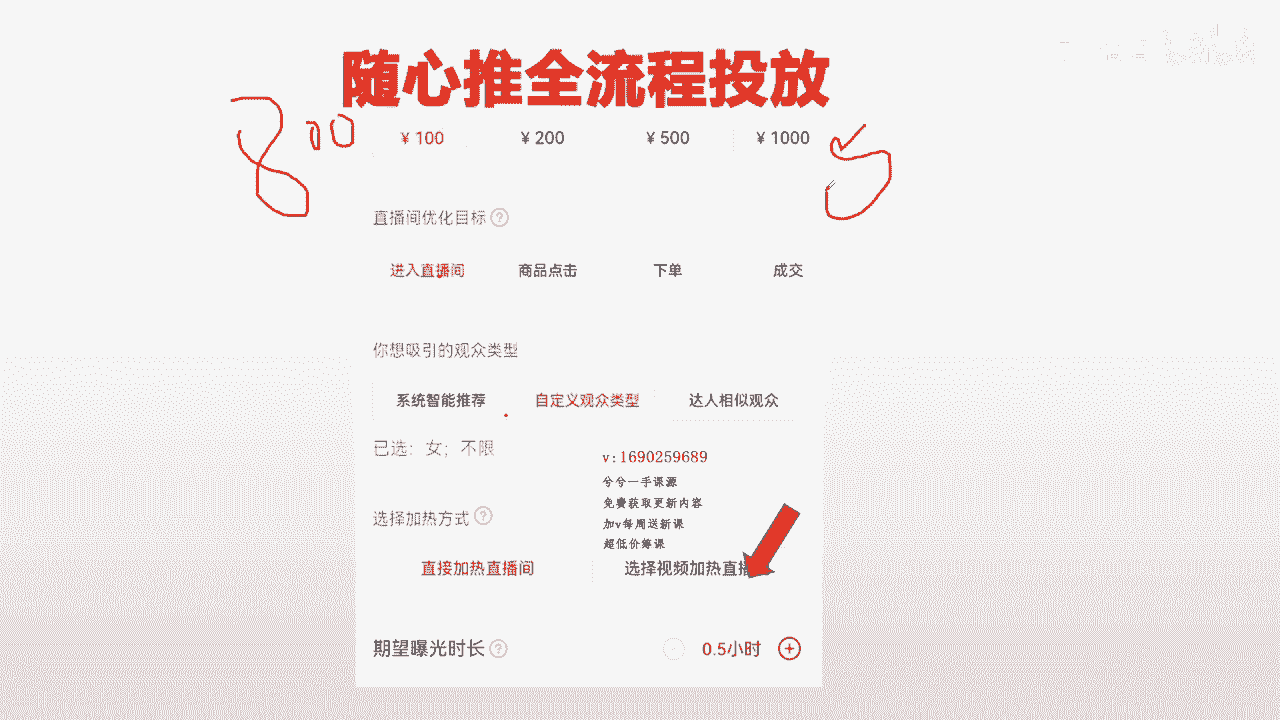 随心推全流程投放
800
¥ 100 ¥ 200 ¥ 500 ¥ 1000
直播间优化目标 ?
进入直播间 商品点击 下单 成交
你想吸引的观众类型
系统智能推荐 自定义观众类型 达人相似观众
已选：女；不限
v:1690259689
兮兮一手课源
免费获取更新内容
加v每周送新课
超低价筹课
选择加热方式 ?
直接加热直播间 选择视频加热直播
期望曝光时长 ? - 0.5小时 +